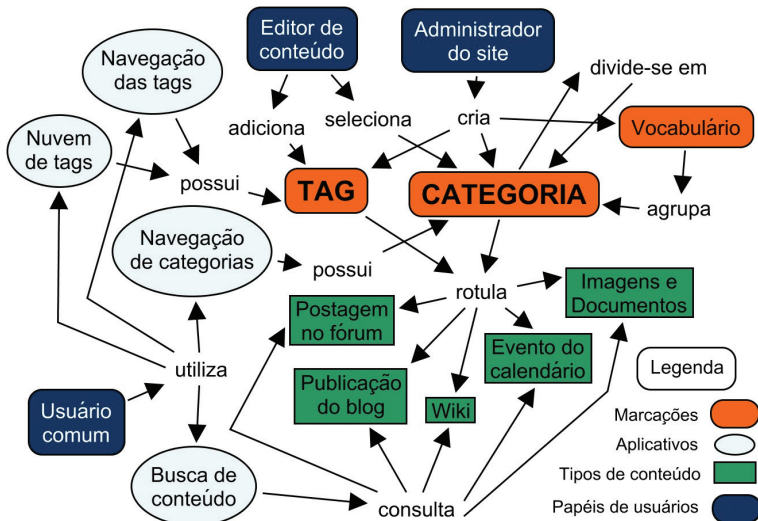 Editor de
conteúdo
Administrador
do site
Navegação
das tags
divide-se em
adiciona
seleciona
cria
Vocabulário
Nuvem
de tags
possui
TAG
CATEGORIA
agrupa
Navegação
de categorias
possui
rotula
Imagens e
Documentos
Postagem
no fórum
Evento do
calendário
Legenda
utiliza
Publicação
do blog
Wiki
Usuário
comum
Marcações
Aplicativos
Busca de
conteúdo
Tipos de conteúdo
consulta
Papéis de usuários